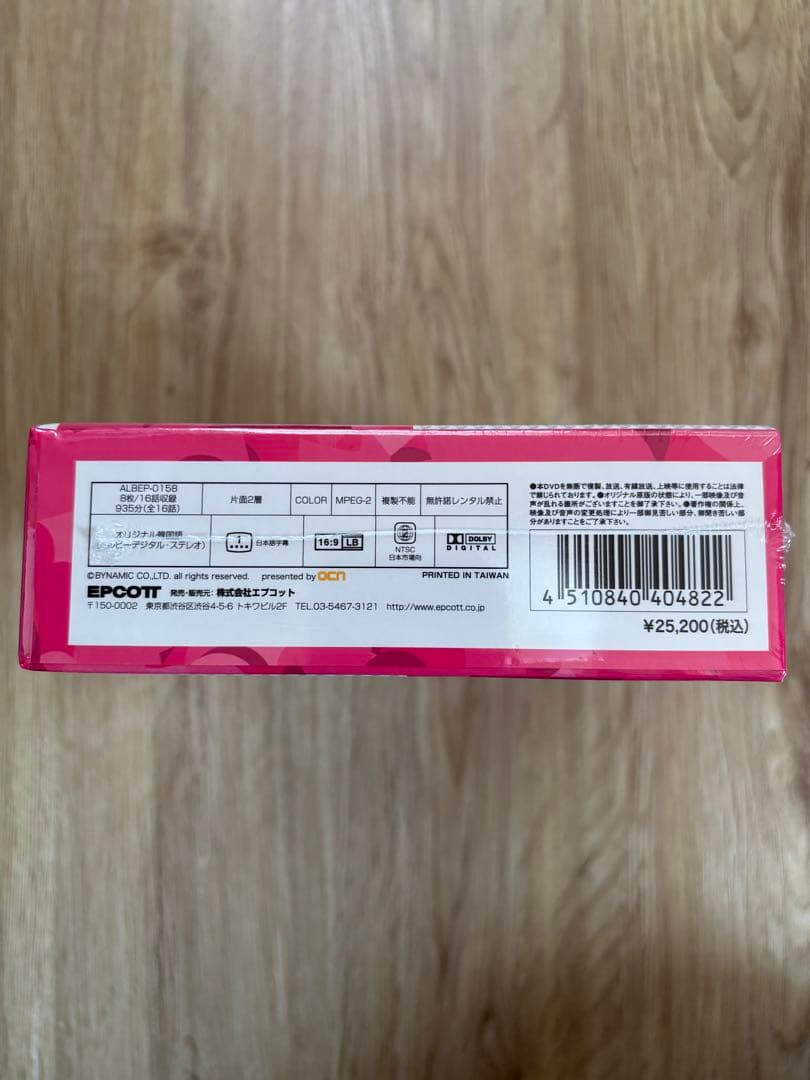 ALBEP-0158
8枚/16話収録
935分(全16話)
片面2層
COLOR
MPEG-2
複製不能
無許諾レンタル禁止
オリジナル韓国語
ビーデジタル・ステレオ)
日本語字幕
16:9 LB
2
NTSC
日本市場向
DOLBY
DIGITAL
©BYNAMIC CO.,LTD. all rights reserved. presented by ocn
PRINTED IN TAIWAN
EPCOTT 発売・販売元: 株式会社エプコット
〒150-0002 東京都渋谷区渋谷4-5-6 トキワビル2F TEL.03-5467-3121 http://www.epcott.co.jp
●本DVDを無断で複製、放送、有線放送、上映等に使用することは法律
で禁じられております。●オリジナル原版の状態により、一部映像及び音
声が乱れる箇所がございますことを御了承下さい。●著作権の関係上、
映像及び音声の変更処理により一部御見苦しい部分、御聞き苦しい部
分がありますことをご了承下さい。
4 510840 404822
¥25,200(税込)